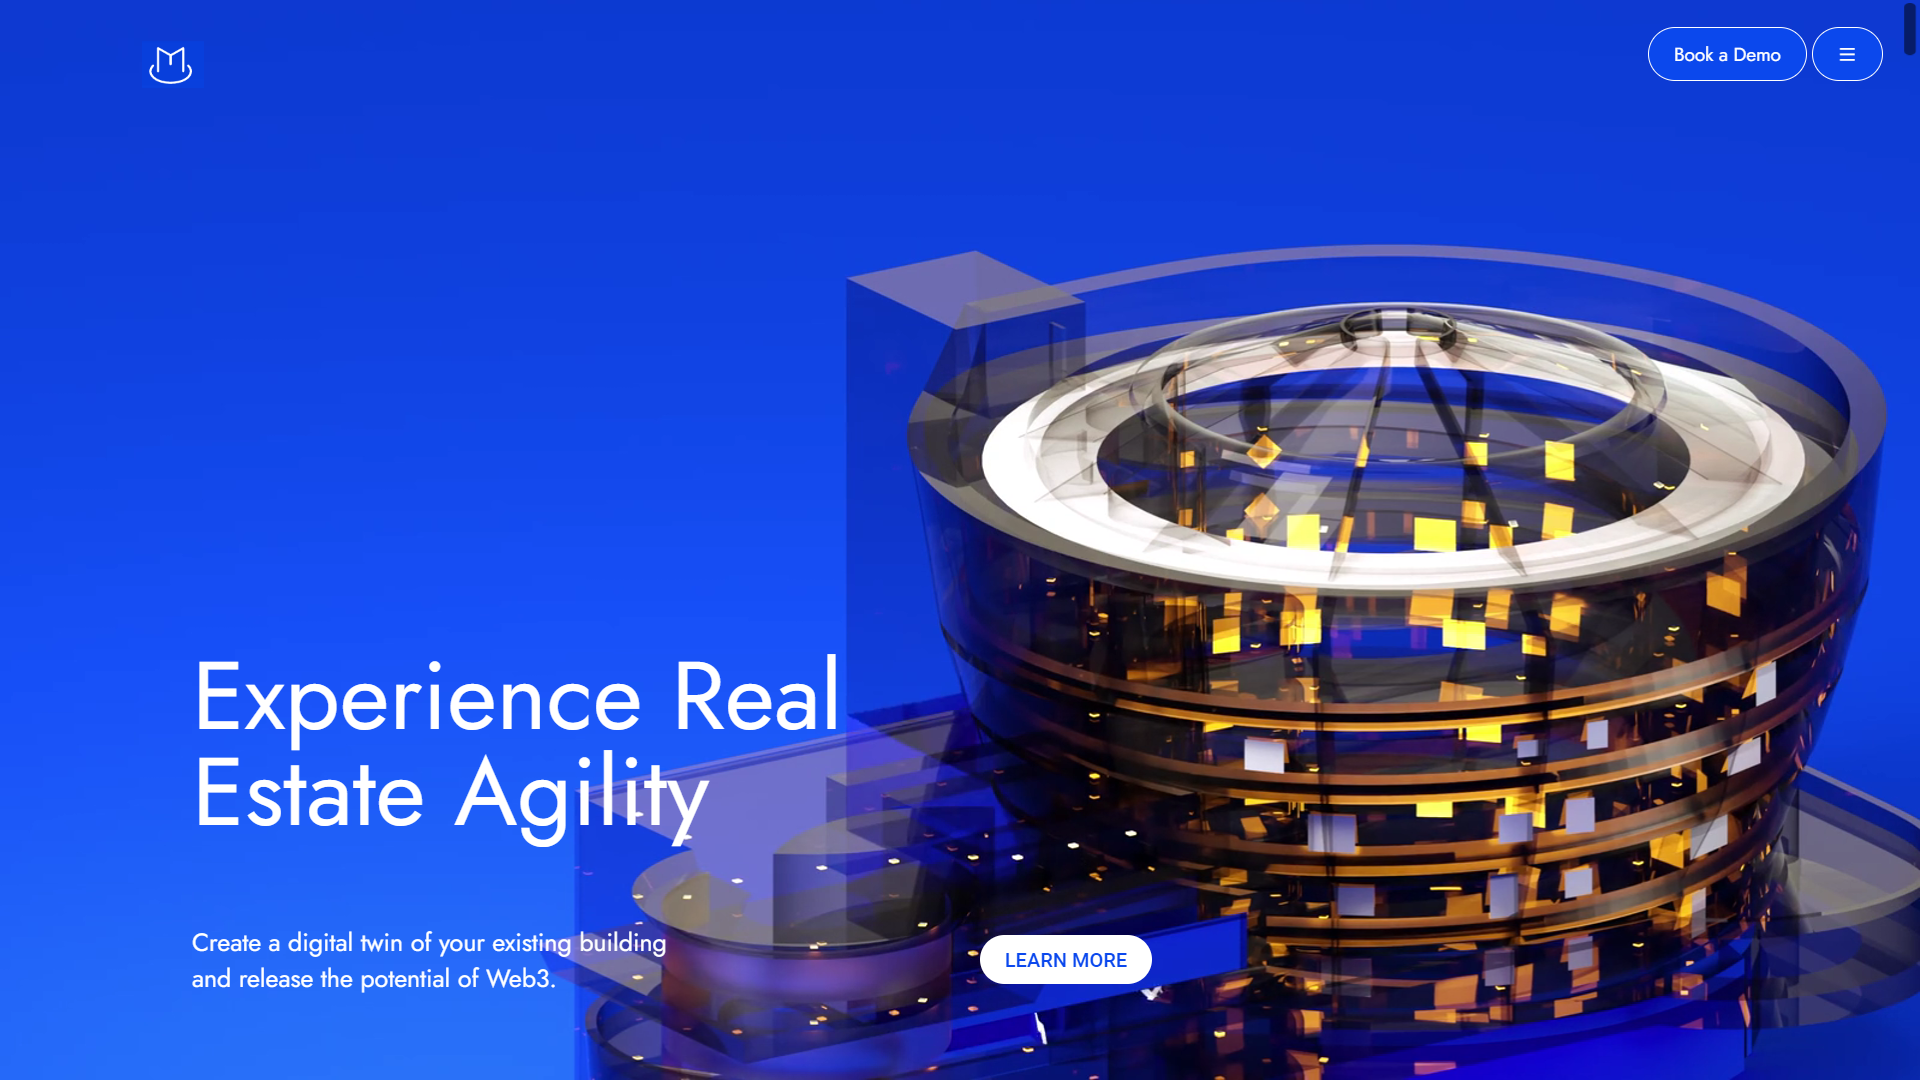 Book a Demo
Experience Real
Estate Agility
Create a digital twin of your existing building
and release the potential of Web3.
LEARN MORE